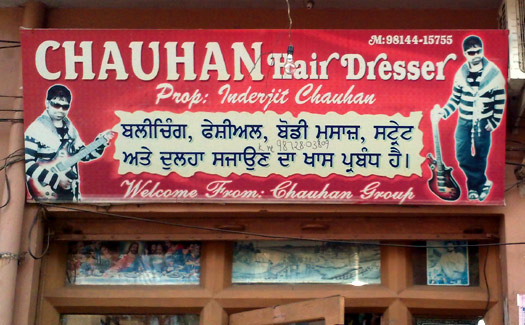 M:98144-15755
CHAUHAN Hair Dresser
Prop: Inderjit Chauhan
ਬਲੀਚਿੰਗ, ਫੇਸ਼ੀਅਲ, ਬੋਡੀ ਮਸਾਜ਼, ਸਟ੍ਰੇਟ
ਅਤੇ ਦੁਲਹਾ ਸਜਾਉਣ ਦਾ ਖਾਸ ਪ੍ਰਬੰਧ ਹੈ।
Welcome From: Chauhan Group